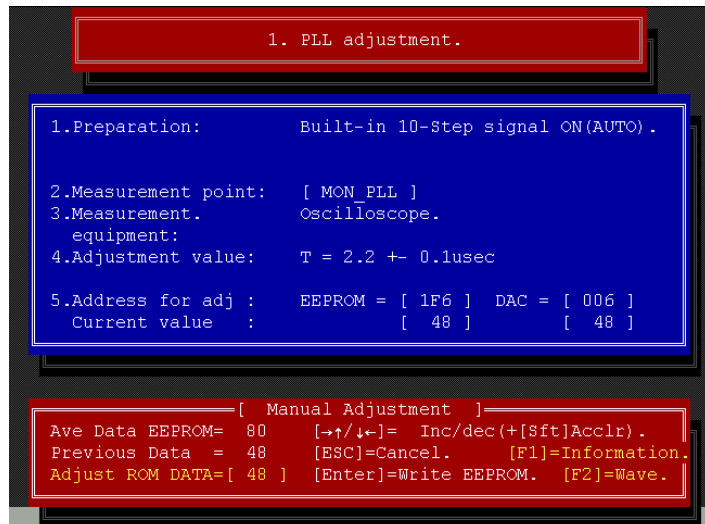 1. PLL adjustment.
1.Preparation: Built-in 10-Step signal ON(AUTO).
2.Measurement point: [ MON_PLL ]
3.Measurement. Oscilloscope.
equipment:
4.Adjustment value: T = 2.2 +- 0.1usec
5.Address for adj : EEPROM = [ 1F6 ] DAC = [ 006 ]
Current value : [ 48 ] [ 48 ]
[ Manual Adjustment ]
Ave Data EEPROM= 80 [→↑/↓←]= Inc/dec(+[Sft]Acclr).
Previous Data = 48 [ESC]=Cancel. [F1]=Information.
Adjust ROM DATA=[ 48 ] [Enter]=Write EEPROM. [F2]=Wave.